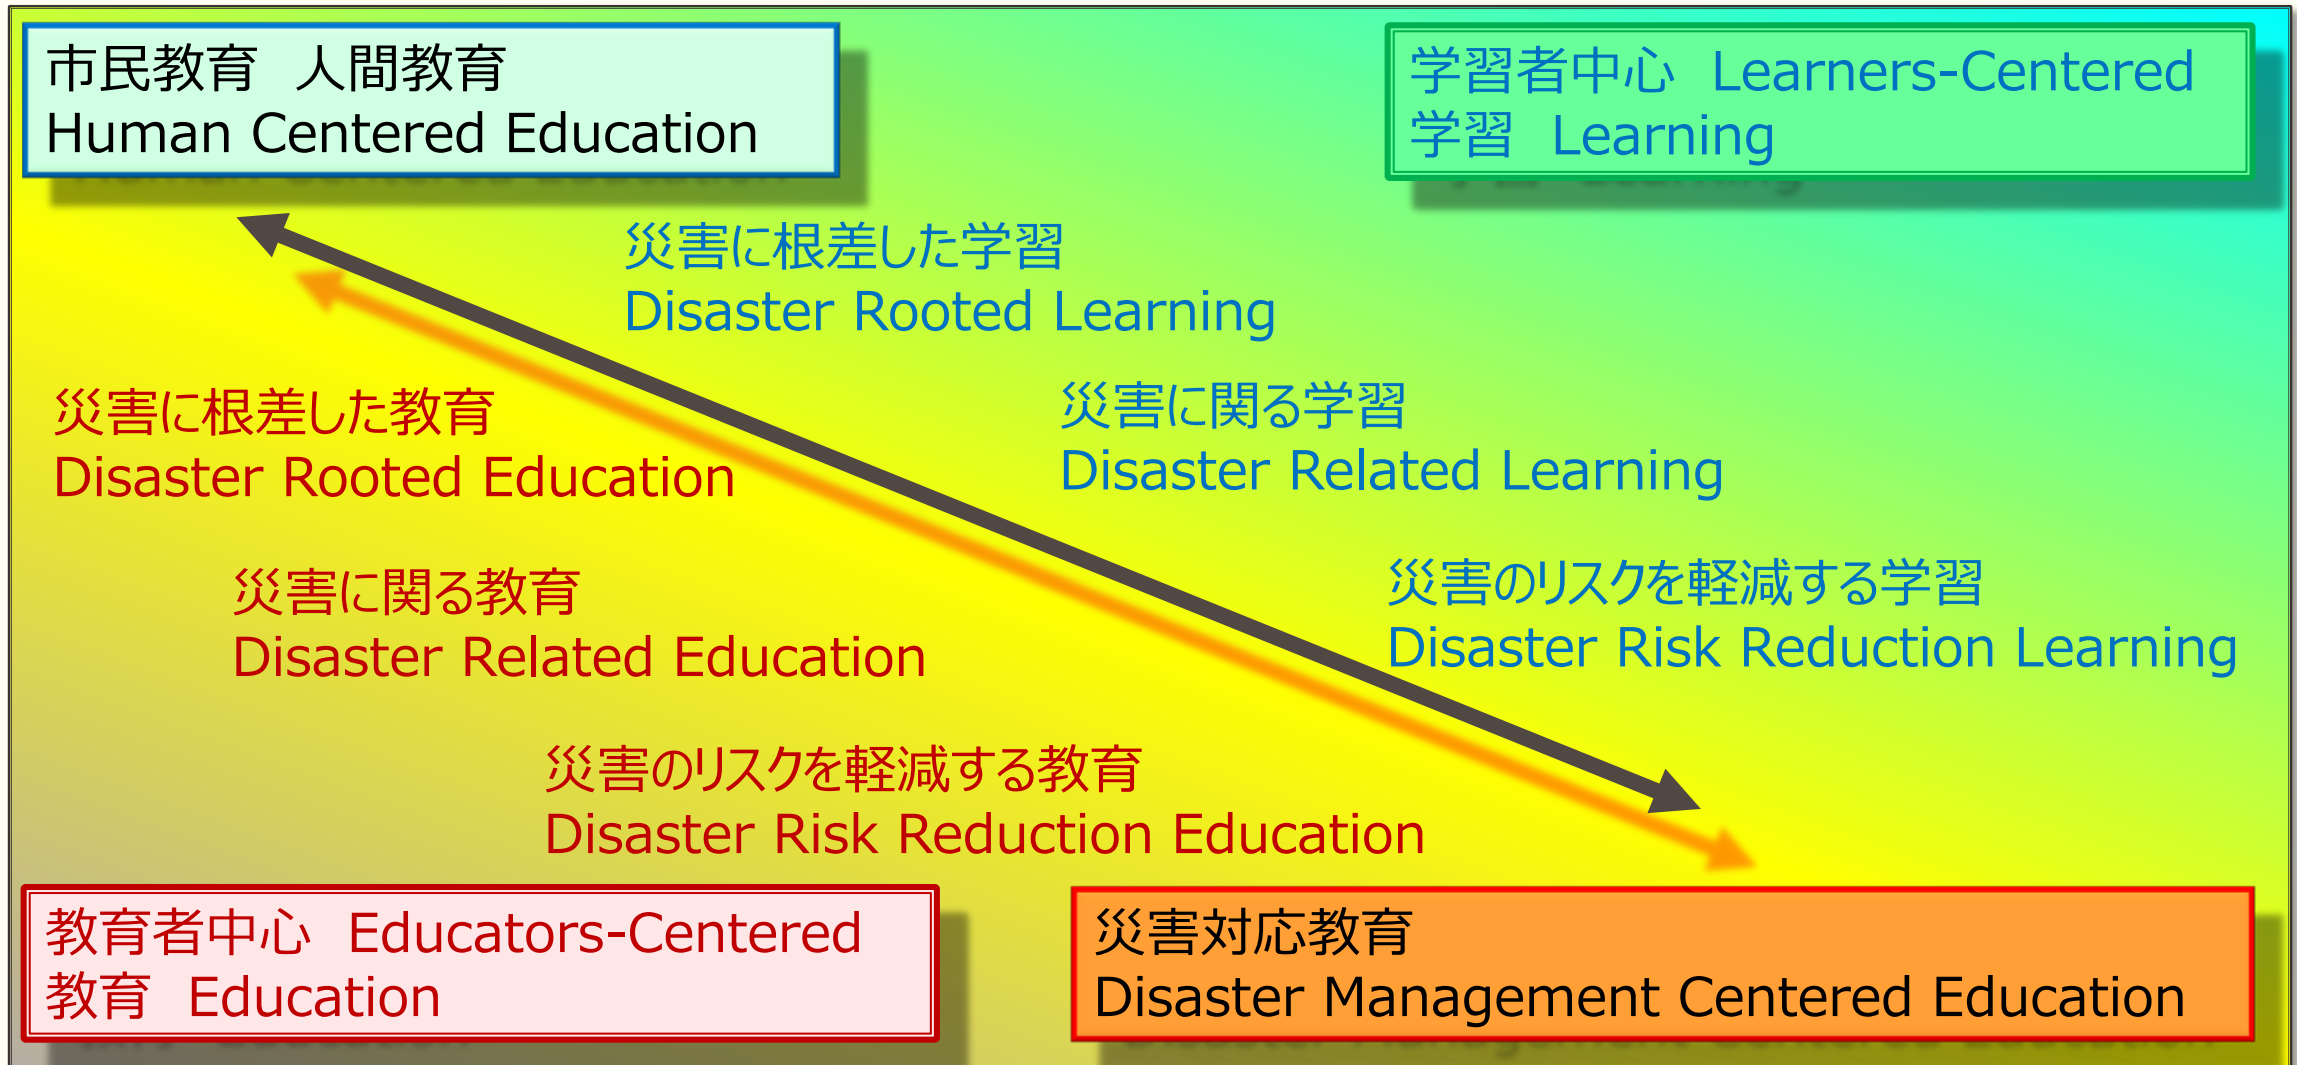 市民教育　人間教育
Human Centered Education
学習者中心　Learners-Centered
学習　Learning
災害に根差した学習
Disaster Rooted Learning
災害に根差した教育
Disaster Rooted Education
災害に関る学習
Disaster Related Learning
災害に関る教育
Disaster Related Education
災害のリスクを軽減する学習
Disaster Risk Reduction Learning
災害のリスクを軽減する教育
Disaster Risk Reduction Education
教育者中心　Educators-Centered
教育　Education
災害対応教育
Disaster Management Centered Education